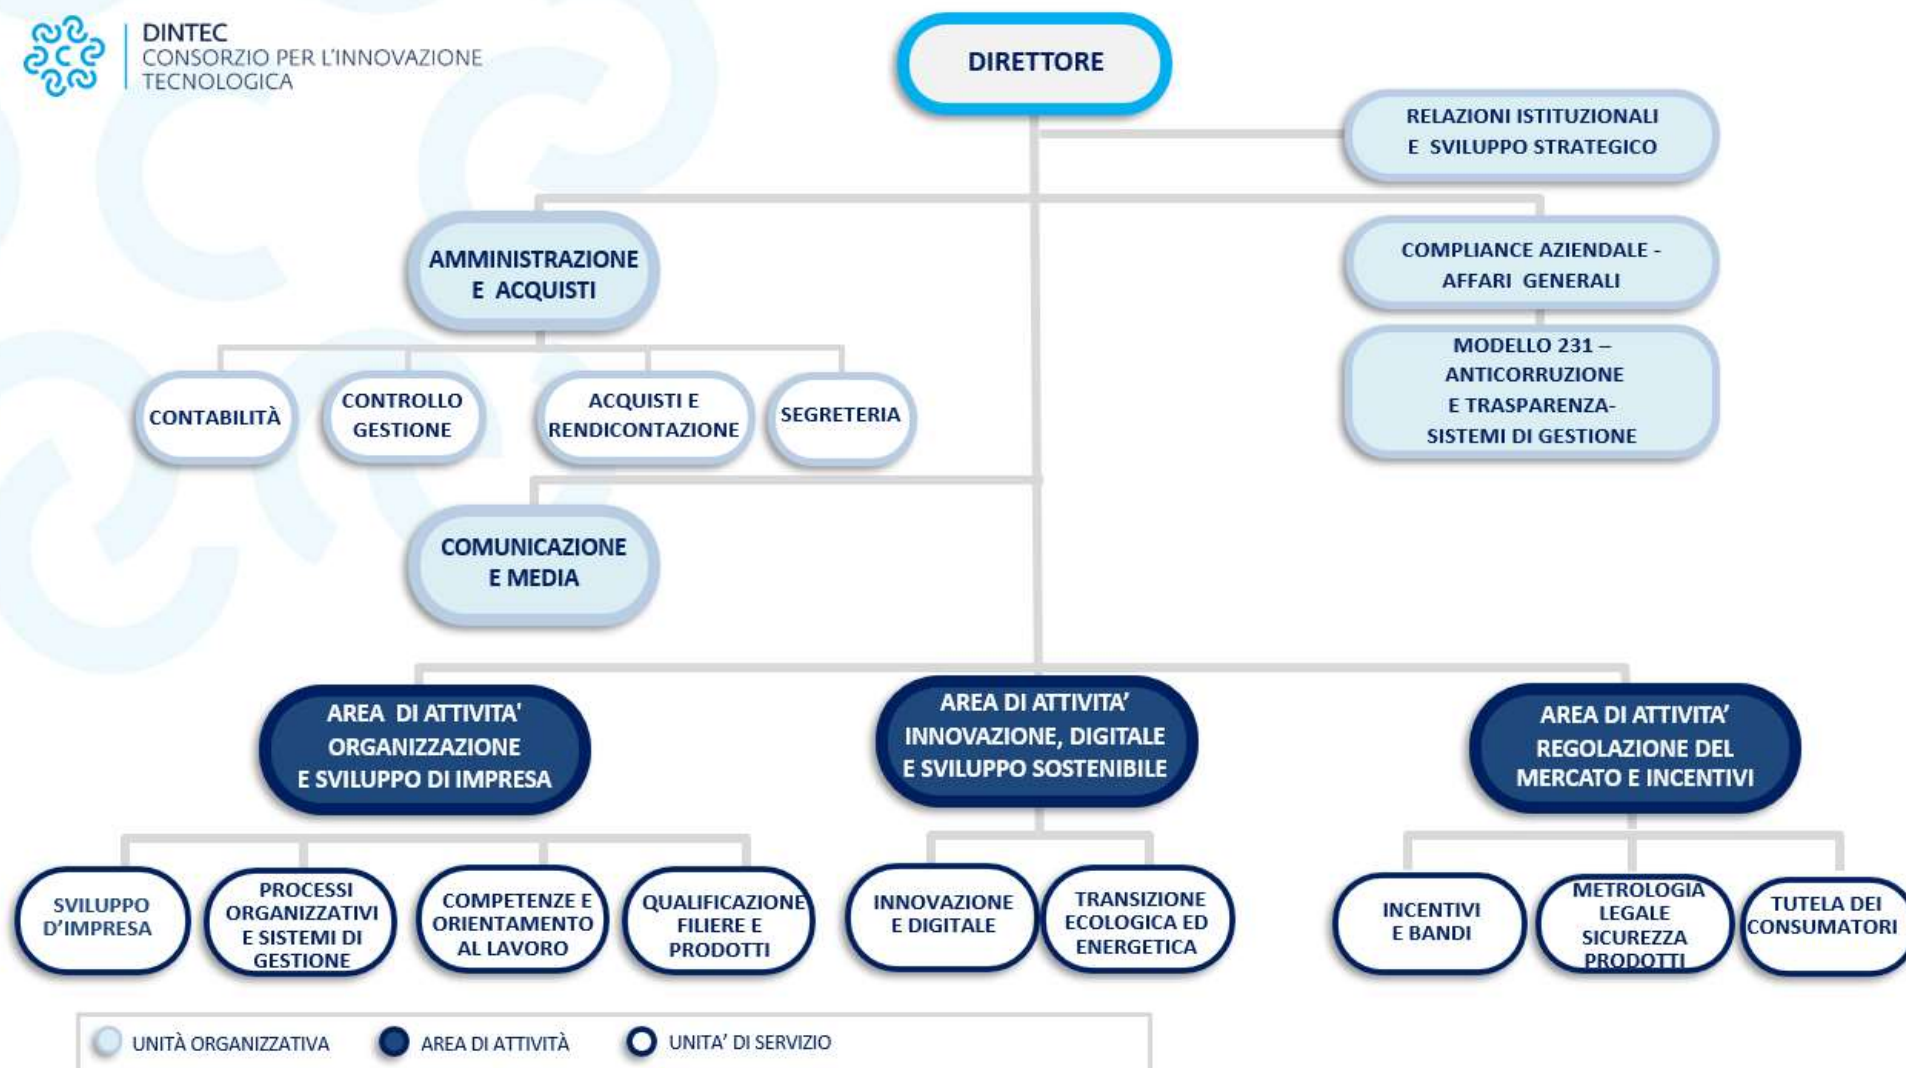 DINTEC
CONSORZIO PER L'INNOVAZIONE
TECNOLOGICA
DIRETTORE
RELAZIONI ISTITUZIONALI
E SVILUPPO STRATEGICO
AMMINISTRAZIONE
E ACQUISTI
COMPLIANCE AZIENDALE -
AFFARI GENERALI
MODELLO 231 –
ANTICORRUZIONE
E TRASPARENZA-
SISTEMI DI GESTIONE
CONTABILITÀ
CONTROLLO
GESTIONE
ACQUISTI E
RENDICONTAZIONE
SEGRETERIA
COMUNICAZIONE
E MEDIA
AREA DI ATTIVITA'
ORGANIZZAZIONE
E SVILUPPO DI IMPRESA
AREA DI ATTIVITA’
INNOVAZIONE, DIGITALE
E SVILUPPO SOSTENIBILE
AREA DI ATTIVITA’
REGOLAZIONE DEL
MERCATO E INCENTIVI
SVILUPPO
D’IMPRESA
PROCESSI
ORGANIZZATIVI
E SISTEMI DI
GESTIONE
COMPETENZE E
ORIENTAMENTO
AL LAVORO
QUALIFICAZIONE
FILIERE E
PRODOTTI
INNOVAZIONE
E DIGITALE
TRANSIZIONE
ECOLOGICA ED
ENERGETICA
INCENTIVI
E BANDI
METROLOGIA
LEGALE
SICUREZZA
PRODOTTI
TUTELA DEI
CONSUMATORI
UNITÀ ORGANIZZATIVA
AREA DI ATTIVITÀ
UNITA’ DI SERVIZIO